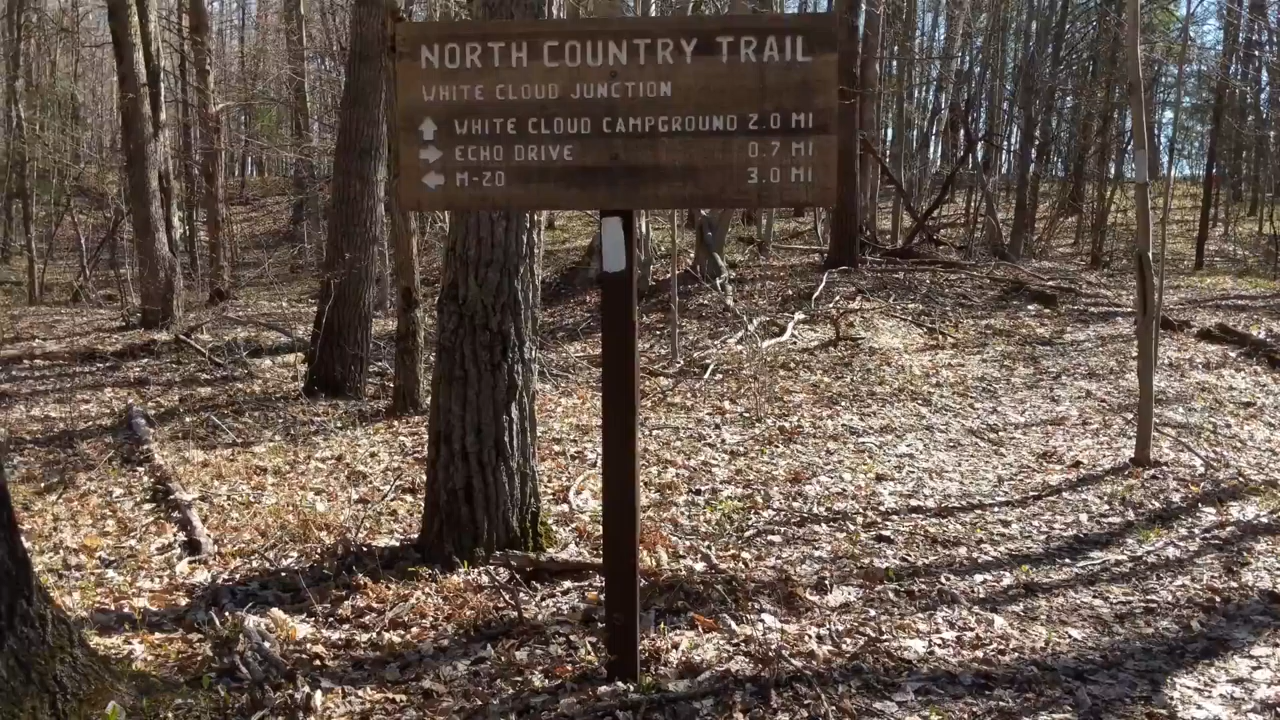 NORTH COUNTRY TRAIL
WHITE CLOUD JUNCTION
↑ WHITE CLOUD CAMPGROUND 2.0 MI
→ ECHO DRIVE 0.7 MI
← M-20 3.0 MI